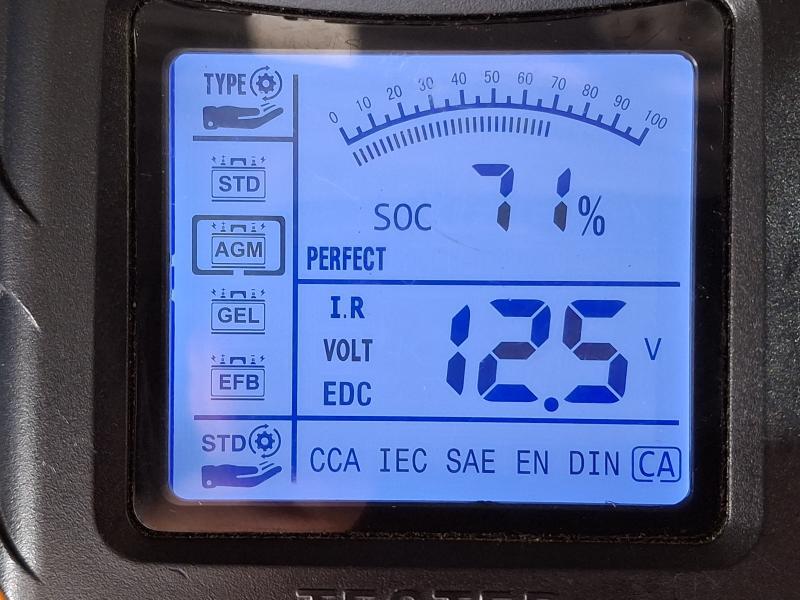 TYPE
0 10 20 30 40 50 60 70 80 90 100
STD
SOC 71%
AGM
PERFECT
GEL
I.R
VOLT 12.5 V
EFB
EDC
STD
CCA IEC SAE EN DIN CA
TESTER